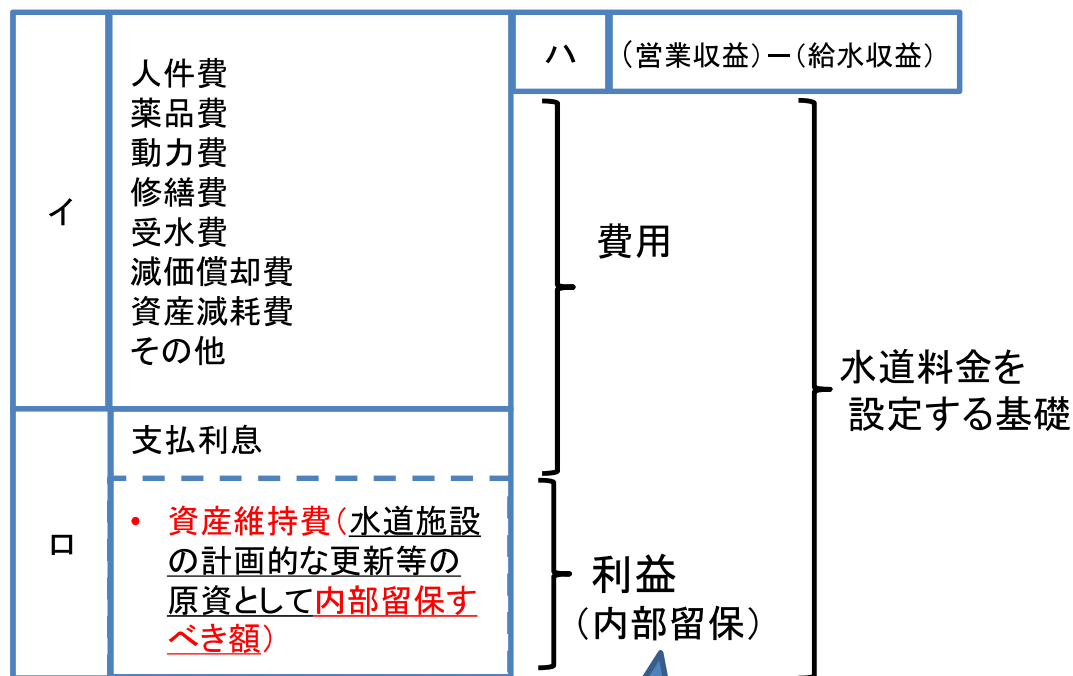 イ
人件費
薬品費
動力費
修繕費
受水費
減価償却費
資産減耗費
その他
ハ
（営業収益）－（給水収益）
費用
ロ
支払利息
• 資産維持費（水道施設
の計画的な更新等の
原資として内部留保す
べき額）
利益
（内部留保）
水道料金を
設定する基礎